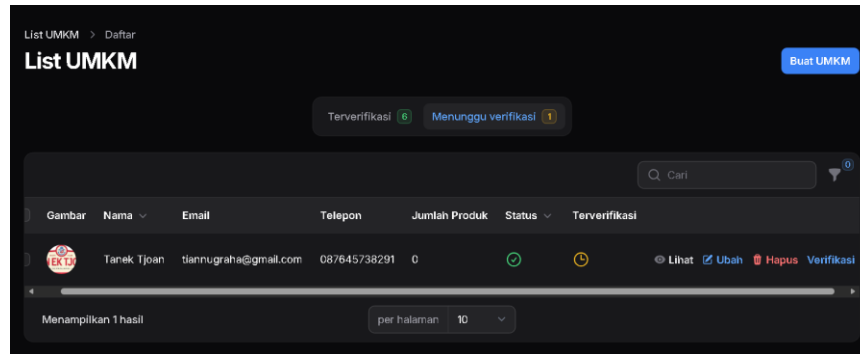 List UMKM > Daftar
List UMKM
Buat UMKM
Terverifikasi 6 Menunggu verifikasi 1
Cari 0
Gambar Nama Email Telepon Jumlah Produk Status Terverifikasi
Tanek Tjoan tiannugraha@gmail.com 087645738291 0 Lihat Ubah Hapus Verifikasi
Menampilkan 1 hasil per halaman 10